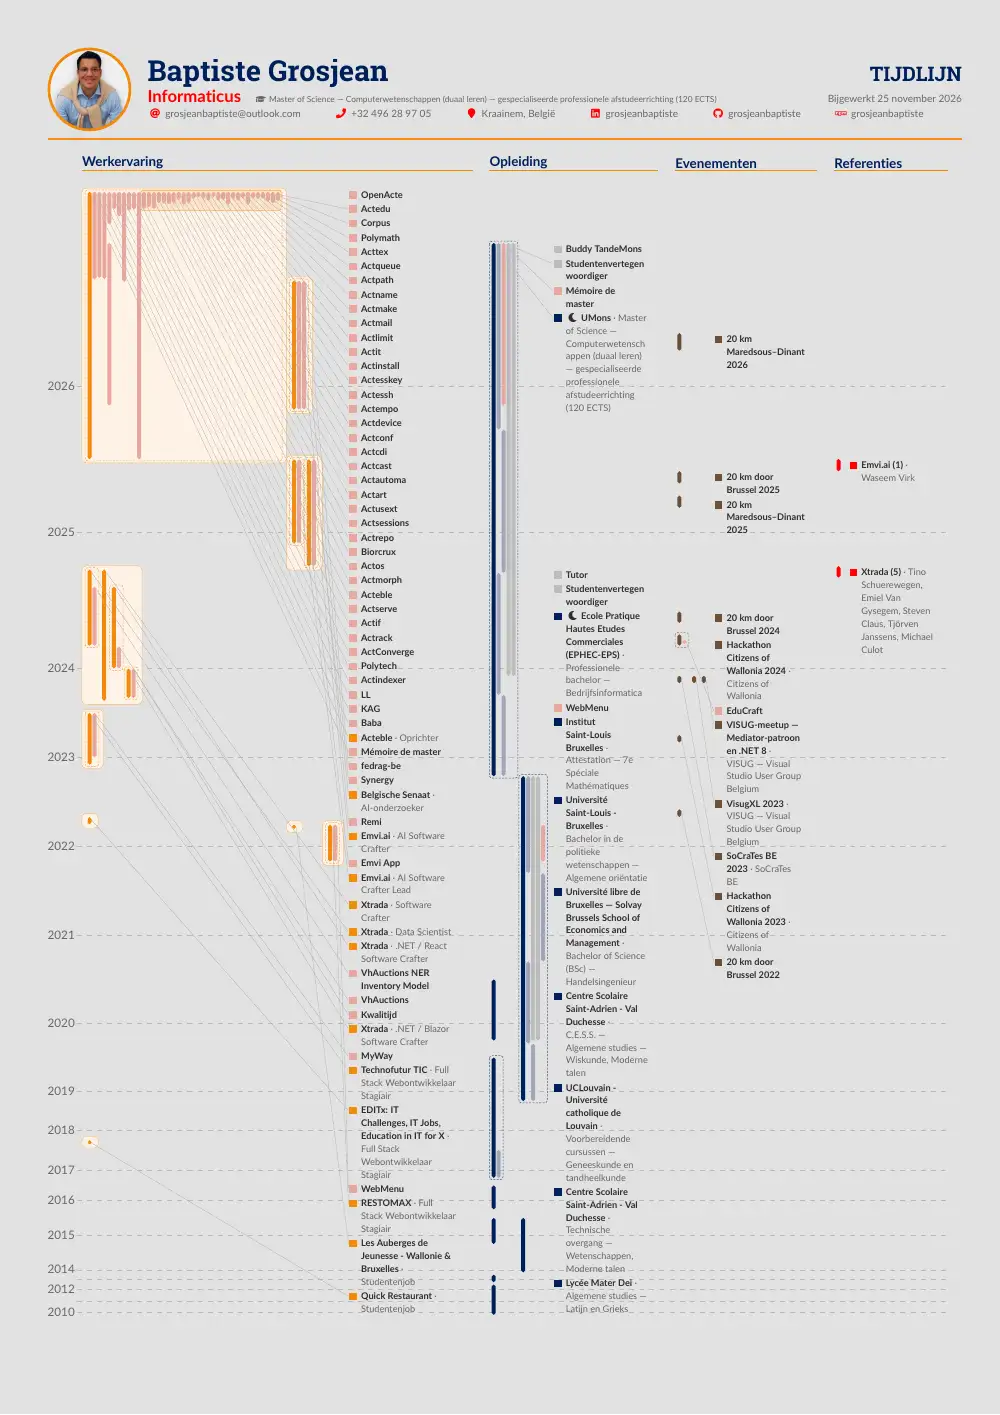 Baptiste Grosjean
TIJDLIJN
Informaticus
Master of Science — Computerwetenschappen (duaal leren) — gespecialiseerde professionele afstudeerrichting (120 ECTS)
Bijgewerkt 25 november 2026
grosjeanbaptiste@outlook.com
+32 496 28 97 05
Kraainem, België
grosjeanbaptiste
grosjeanbaptiste
grosjeanbaptiste
Werkervaring
OpenActe
Actedu
Corpus
Polymath
Acttex
Actqueue
Actpath
Actname
Actmake
Actmail
Actlimit
Actit
Actinstall
Actesskey
Actessh
Actempo
Actdevice
Actconf
Actcdi
Actcast
Actautoma
Actart
Actusext
Actsessions
Actrepo
Biorcrux
Actos
Actmorph
Acteble
Actserve
Actif
Actrack
ActConverge
Polytech
Actindexer
LL
KAG
Baba
Acteble · Oprichter
Mémoire de master
fedrag-be
Synergy
Belgische Senaat ·
AI-onderzoeker
Remi
Emvi.ai · AI Software
Crafter
Emvi App
Emvi.ai · AI Software
Crafter Lead
Xtrada · Software
Crafter
Xtrada · Data Scientist
Xtrada · .NET / React
Software Crafter
VhAuctions NER
Inventory Model
VhAuctions
Kwalitijd
Xtrada · .NET / Blazor
Software Crafter
MyWay
Technofutur TIC · Full
Stack Webontwikkelaar
Stagiair
EDITx: IT
Challenges, IT Jobs,
Education in IT for X ·
Full Stack
Webontwikkelaar
Stagiair
WebMenu
RESTOMAX · Full
Stack Webontwikkelaar
Stagiair
Les Auberges de
Jeunesse - Wallonie &
Bruxelles ·
Studentenjob
Quick Restaurant ·
Studentenjob
2026
2025
2024
2023
2022
2021
2020
2019
2018
2017
2016
2015
2014
2012
2010
Opleiding
Buddy TandeMons
Studentenvertegen
woordiger
Mémoire de
master
UMons · Master
of Science —
Computerwetensch
appen (duaal leren)
— gespecialiseerde
professionele
afstudeerrichting
(120 ECTS)
Tutor
Studentenvertegen
woordiger
Ecole Pratique
Hautes Etudes
Commerciales
(EPHEC-EPS) ·
Professionele
bachelor —
Bedrijfsinformatica
WebMenu
Institut
Saint-Louis
Bruxelles ·
Attestation — 7e
Spéciale
Mathématiques
Université
Saint-Louis -
Bruxelles ·
Bachelor in de
politieke
wetenschappen —
Algemene oriëntatie
Université libre de
Bruxelles — Solvay
Brussels School of
Economics and
Management ·
Bachelor of Science
(BSc) —
Handelsingenieur
Centre Scolaire
Saint-Adrien - Val
Duchesse ·
C.E.S.S. —
Algemene studies —
Wiskunde, Moderne
talen
UCLouvain -
Université
catholique de
Louvain ·
Voorbereidende
cursussen —
Geneeskunde en
tandheelkunde
Centre Scolaire
Saint-Adrien - Val
Duchesse ·
Technische
overgang —
Wetenschappen,
Moderne talen
Lycée Mater Dei ·
Algemene studies —
Latijn en Grieks
Evenementen
20 km
Maredsous–Dinant
2026
20 km door
Brussel 2025
20 km
Maredsous–Dinant
2025
20 km door
Brussel 2024
Hackathon
Citizens of
Wallonia 2024 ·
Citizens of
Wallonia
EduCraft
VISUG-meetup —
Mediator-patroon
en .NET 8 ·
VISUG — Visual
Studio User Group
Belgium
VisugXL 2023 ·
VISUG — Visual
Studio User Group
Belgium
SoCraTes BE
2023 · SoCraTes
BE
Hackathon
Citizens of
Wallonia 2023 ·
Citizens of
Wallonia
20 km door
Brussel 2022
Referenties
Emvi.ai (1) ·
Waseem Virk
Xtrada (5) · Tino
Schuerewegen,
Emiel Van
Gysegem, Steven
Claus, Tjörven
Janssens, Michael
Culot